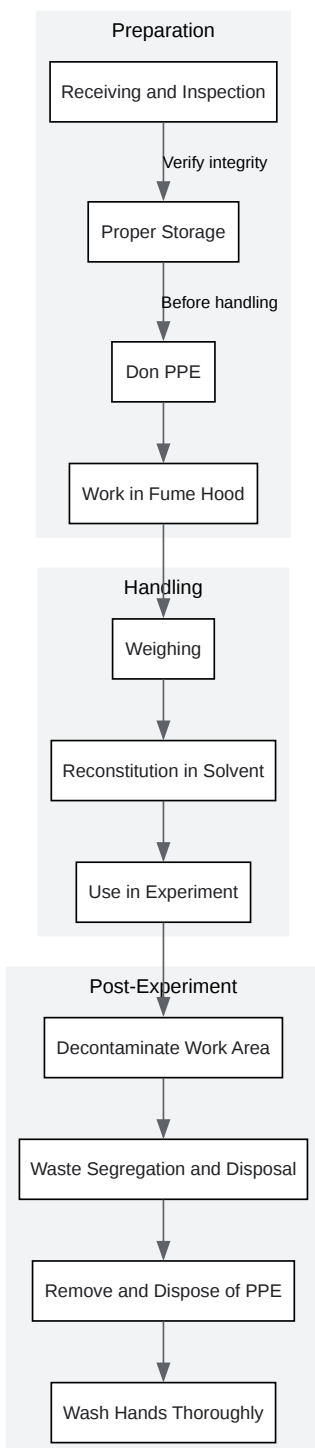 Preparation
Receiving and Inspection
Verify integrity
Proper Storage
Before handling
Don PPE
Work in Fume Hood
Handling
Weighing
Reconstitution in Solvent
Use in Experiment
Post-Experiment
Decontaminate Work Area
Waste Segregation and Disposal
Remove and Dispose of PPE
Wash Hands Thoroughly